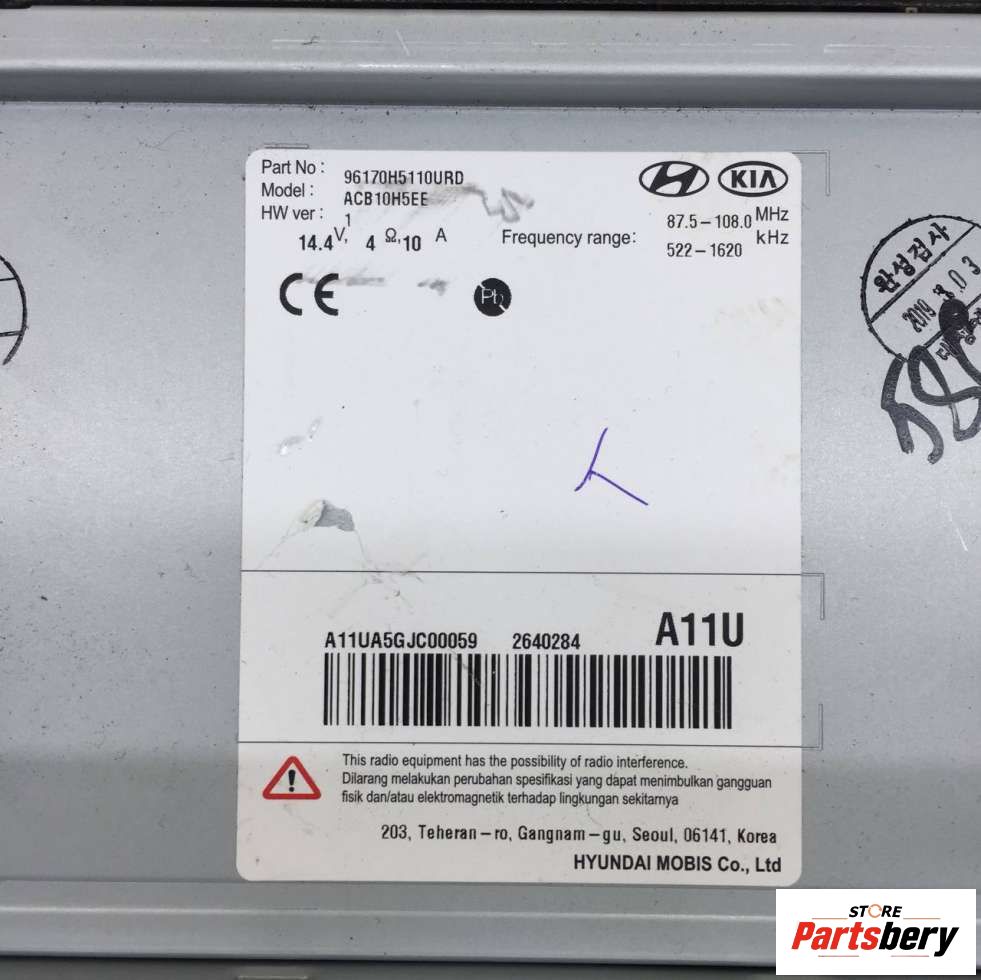 Part No : 96170H5110URD
Model : ACB10H5EE
HW ver : 1
14.4V, 4 Ω, 10 A
KIA
Frequency range: 87.5-108.0 MHz
522-1620 kHz
CE
Pb
완성검사
2019
58
A11UA5GJC00059 2640284 A11U
This radio equipment has the possibility of radio interference.
Dilarang melakukan perubahan spesifikasi yang dapat menimbulkan gangguan
fisik dan/atau elektromagnetik terhadap lingkungan sekitarnya
203, Teheran-ro, Gangnam-gu, Seoul, 06141, Korea
HYUNDAI MOBIS Co., Ltd
STORE
Partsbery